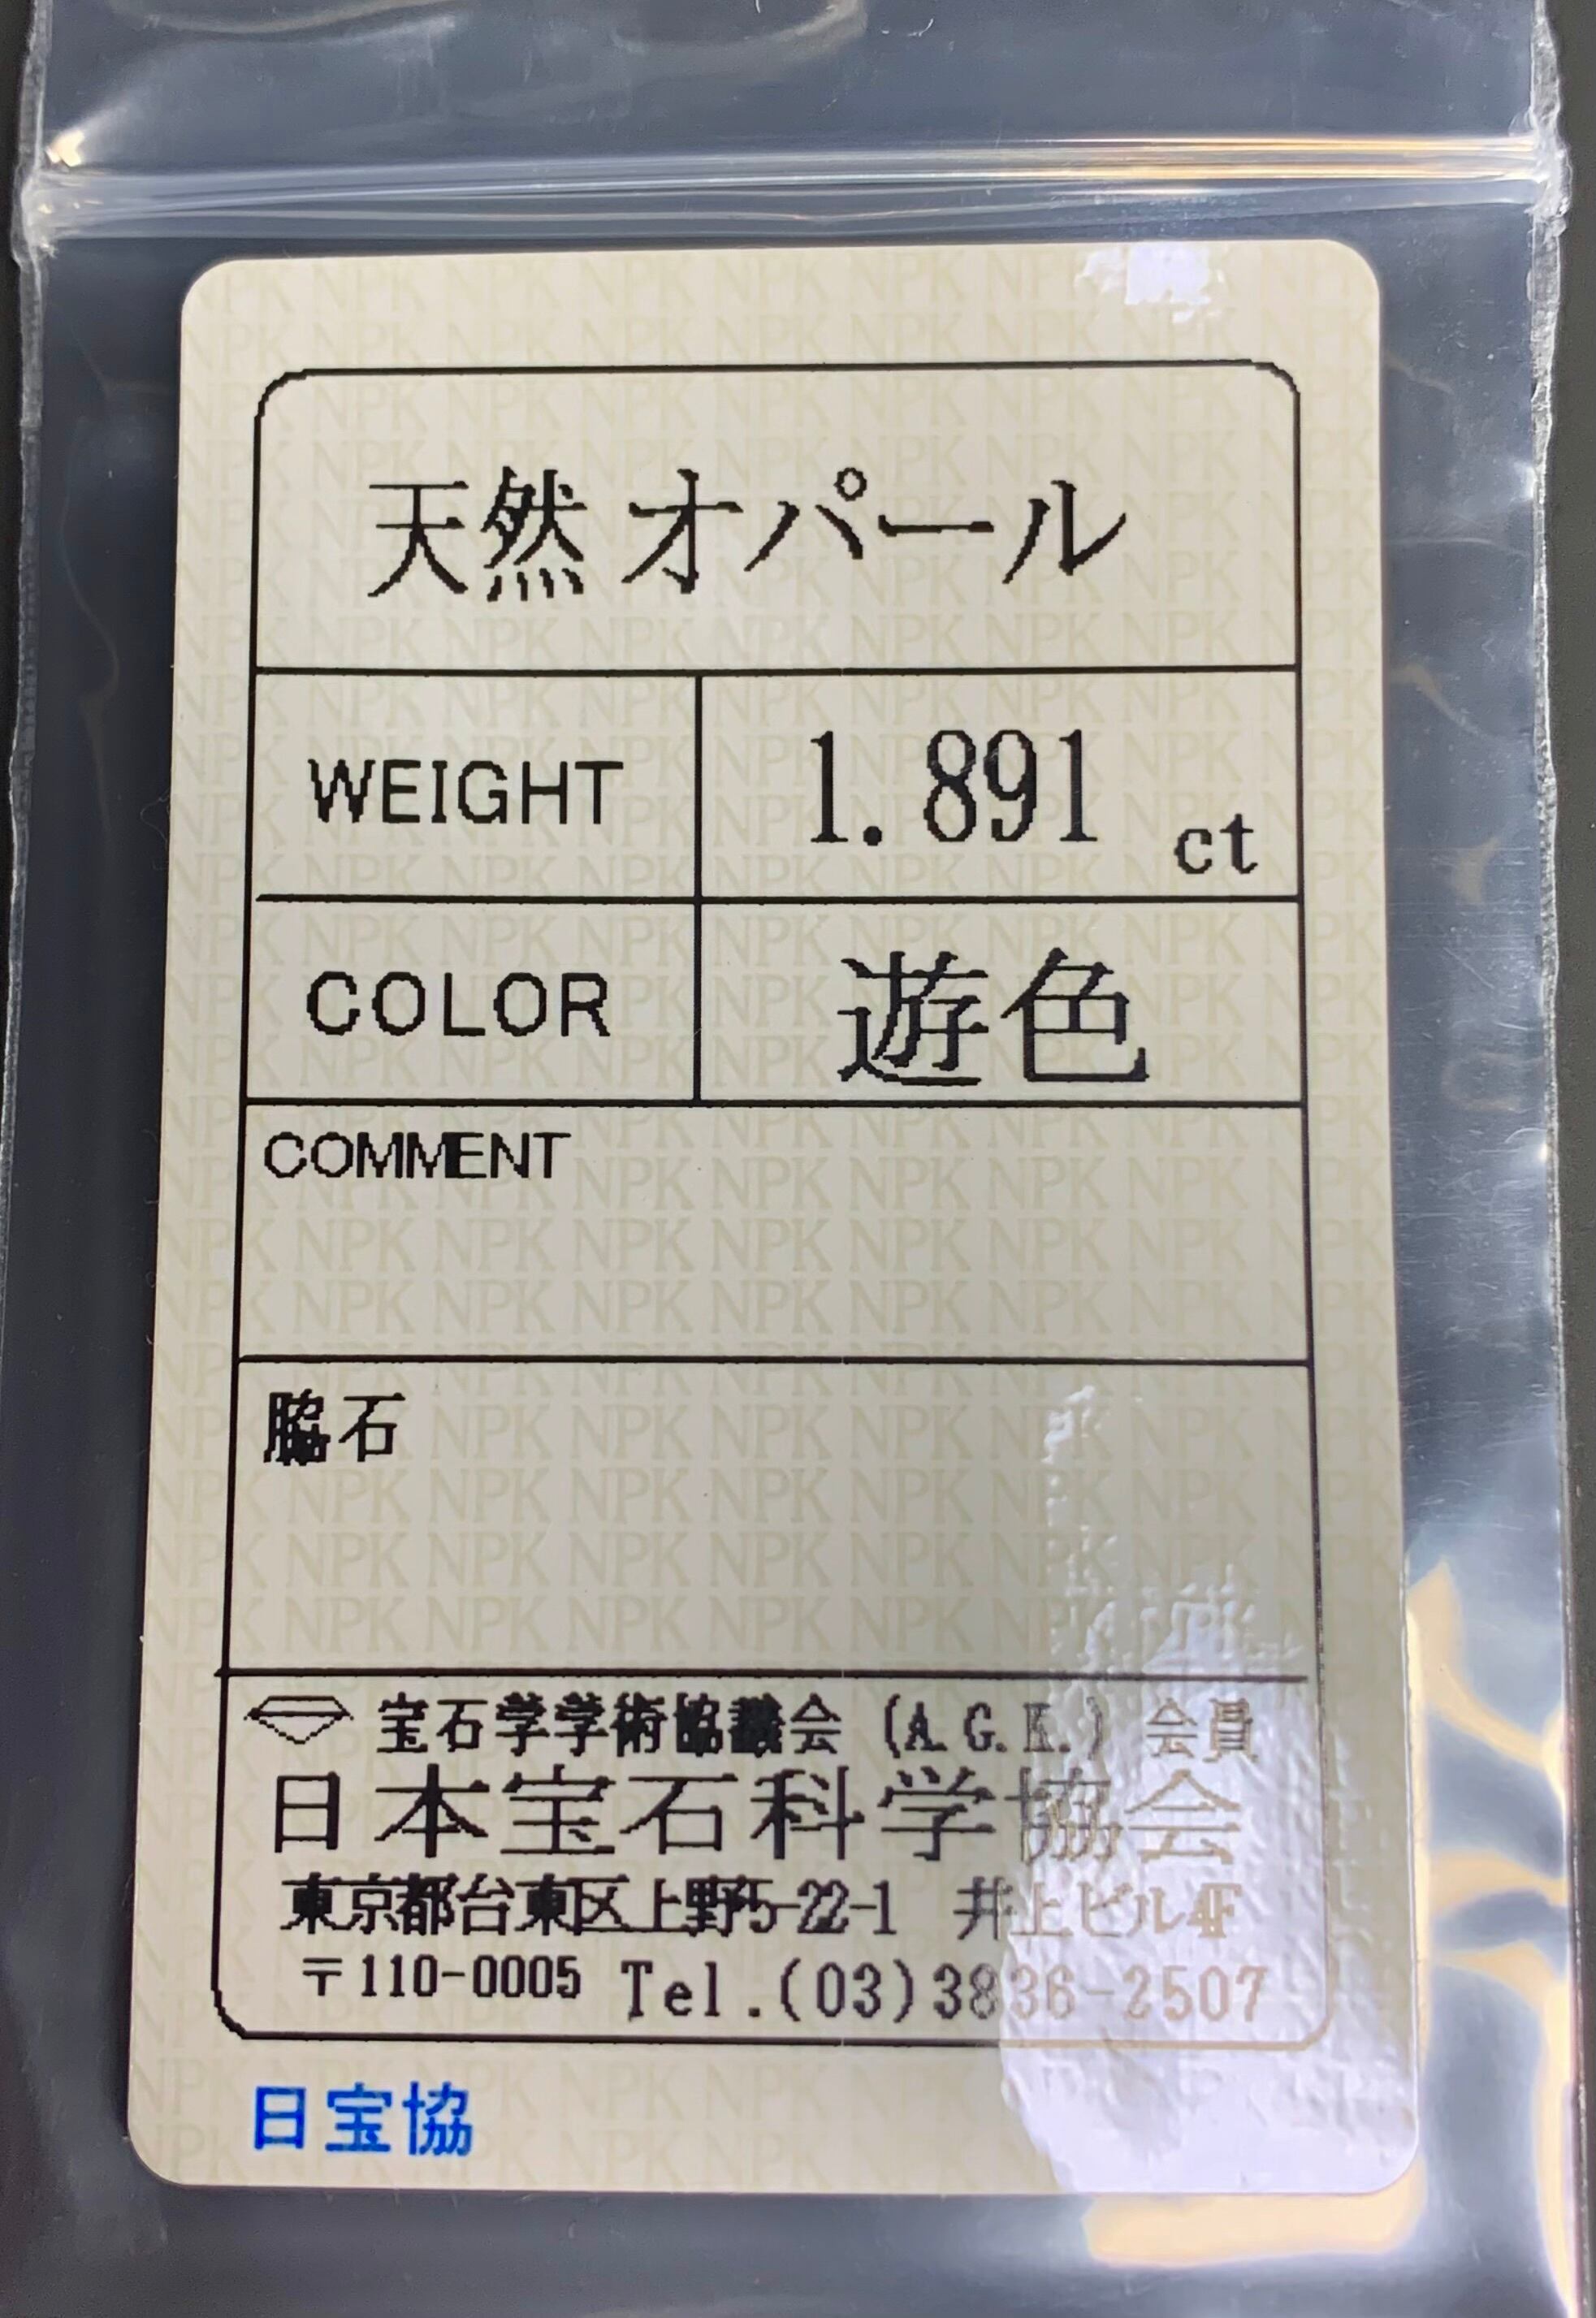 天然 オパール
WEIGHT 1.891 ct
COLOR 遊色
COMMENT
脇石
宝石学学術協議会 (A.G.K.) 会員
日本宝石科学協会
東京都台東区上野5-22-1 井上ビル4F
〒110-0005 Tel.(03)3836-2507
日宝協